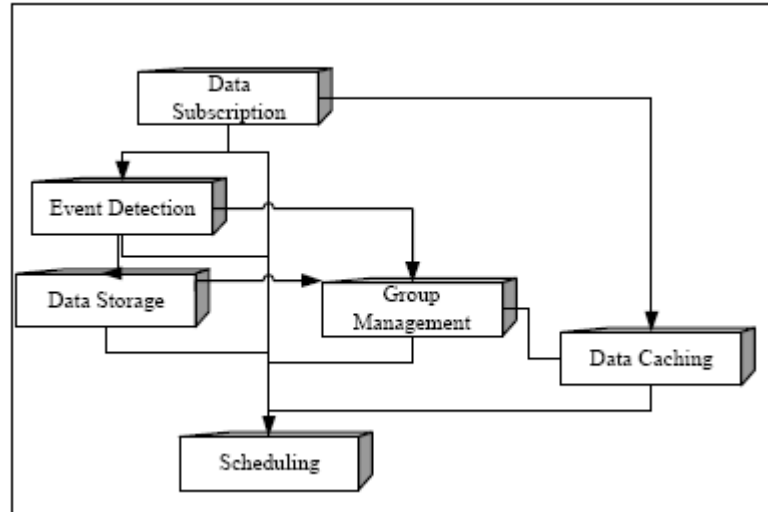 Data
Subscription
Event Detection
Data Storage
Group
Management
Data Caching
Scheduling